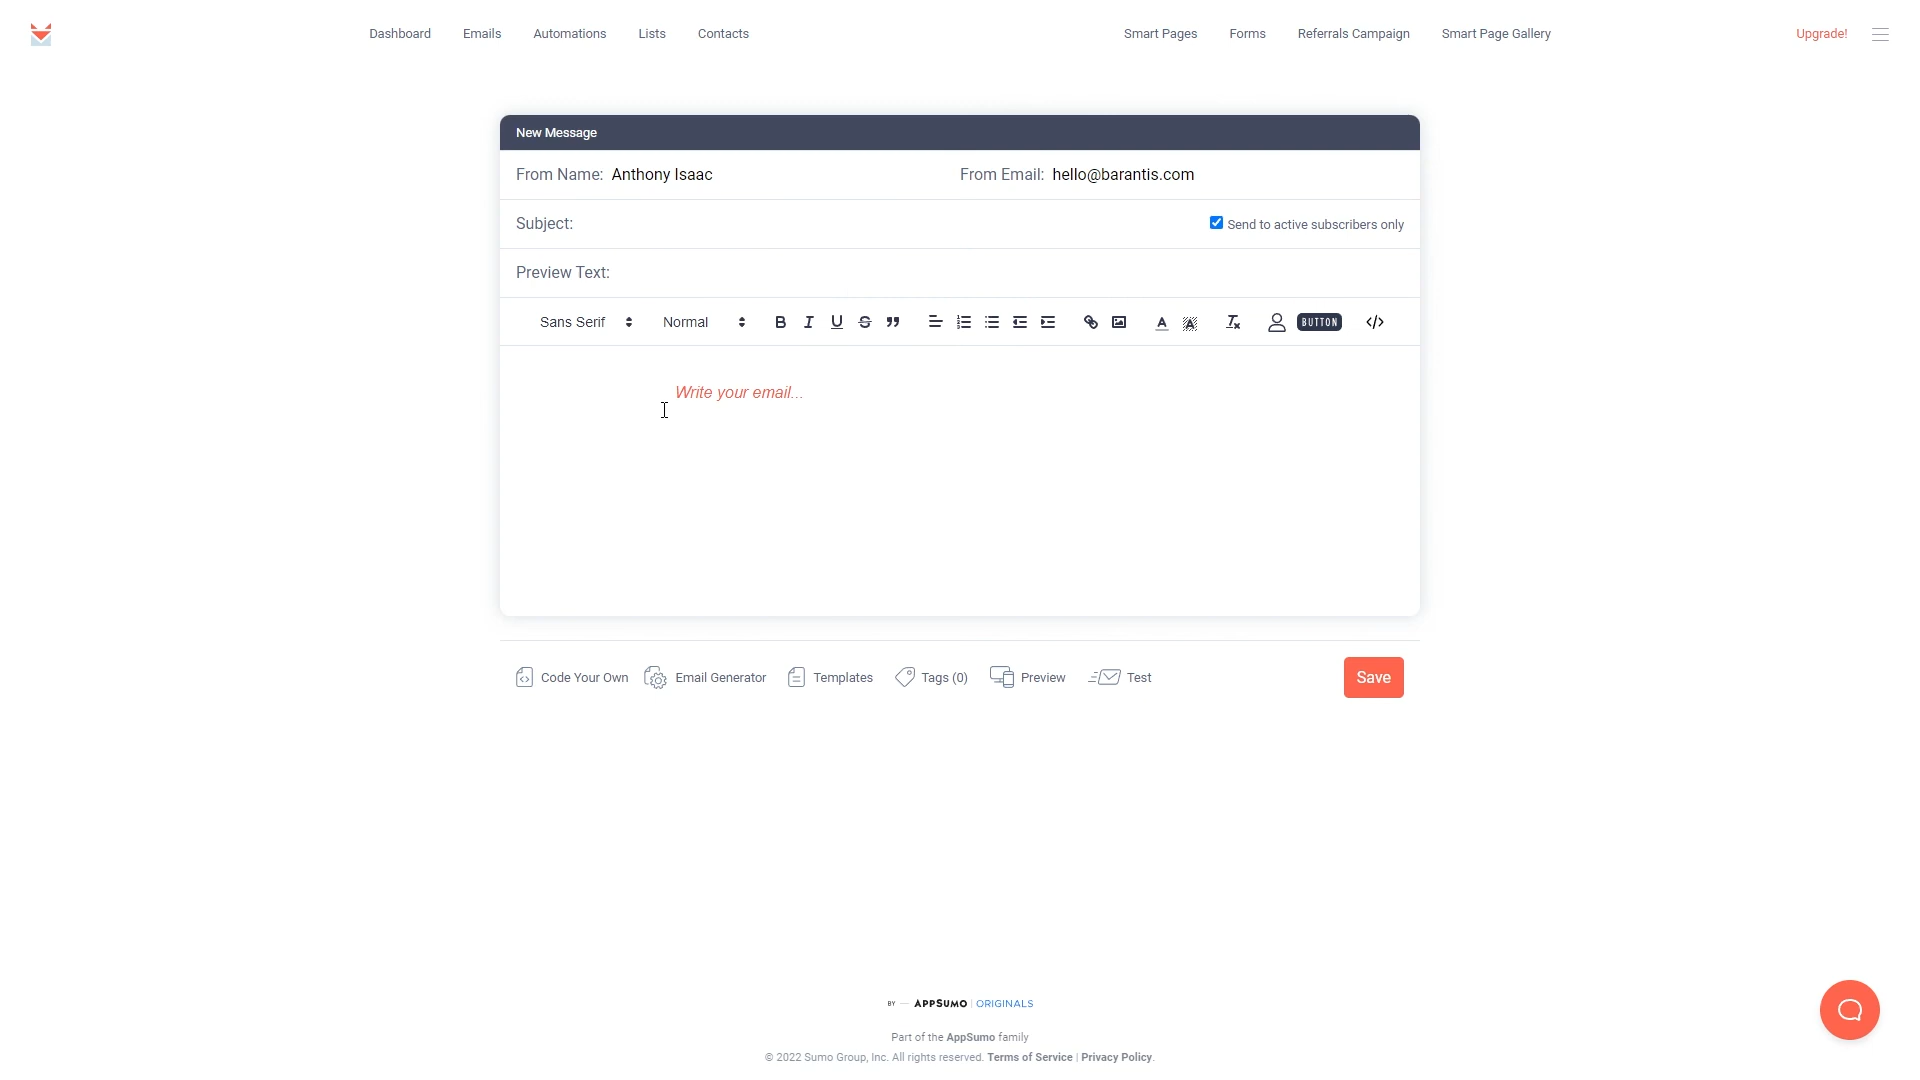 Dashboard Emails Automations Lists Contacts Smart Pages Forms Referrals Campaign Smart Page Gallery Upgrade!
New Message
From Name: Anthony Isaac From Email: hello@barantis.com
Subject: Send to active subscribers only
Preview Text:
Sans Serif Normal B I U S BUTTON
Write your email...
Code Your Own Email Generator Templates Tags (0) Preview Test Save
BY — APPSUMO | ORIGINALS
Part of the AppSumo family
© 2022 Sumo Group, Inc. All rights reserved. Terms of Service | Privacy Policy.